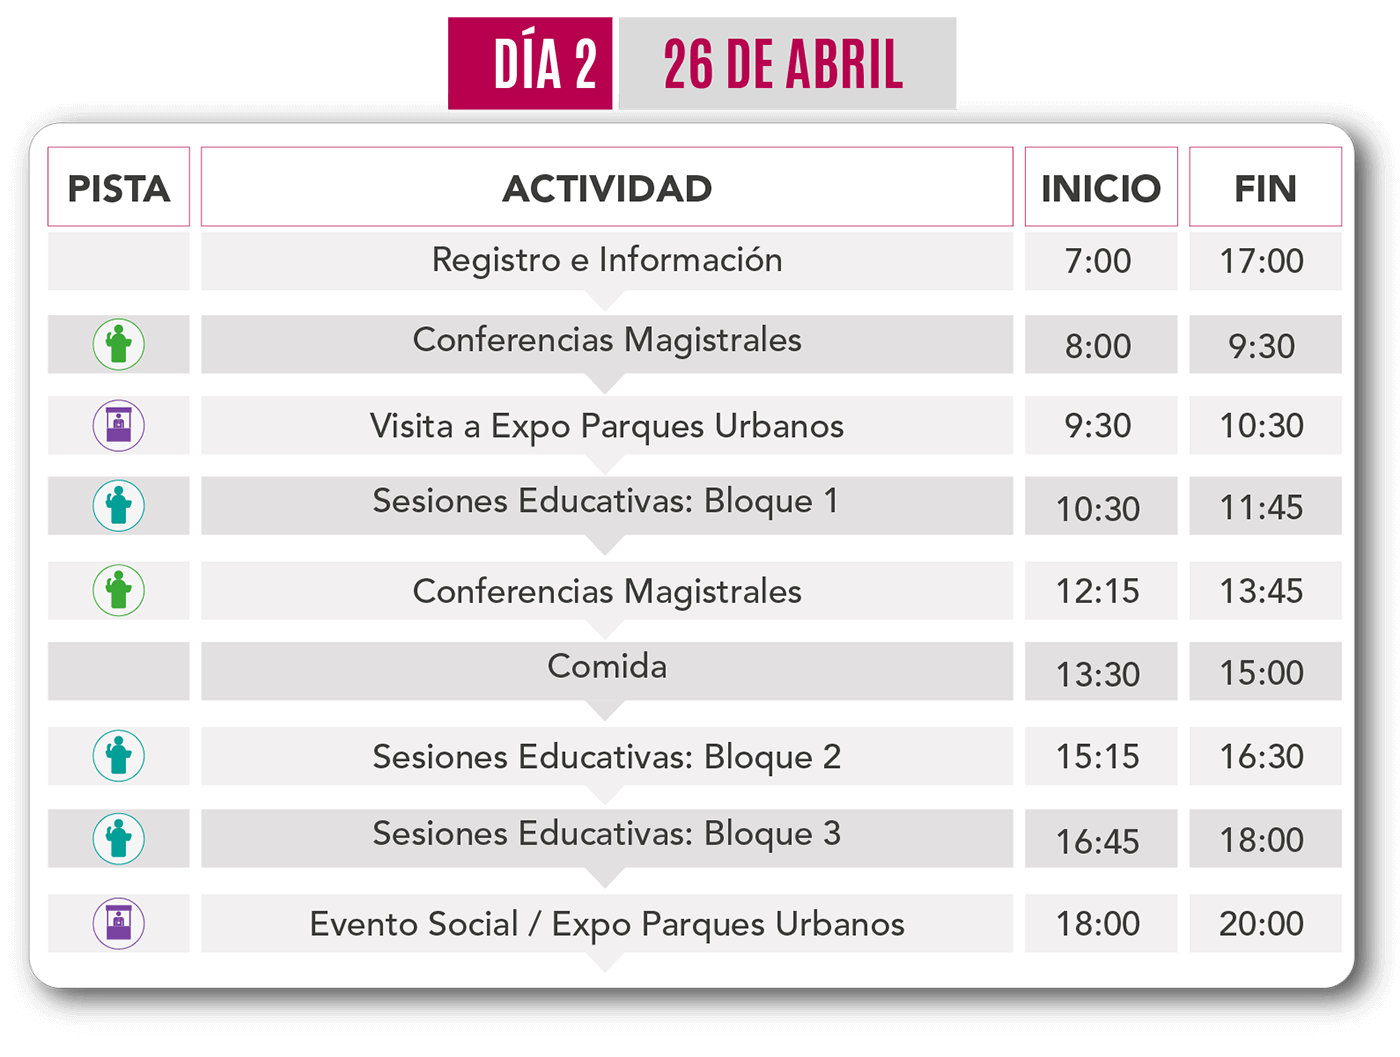 DÍA 2 26 DE ABRIL
PISTA ACTIVIDAD INICIO FIN
Registro e Información 7:00 17:00
Conferencias Magistrales 8:00 9:30
Visita a Expo Parques Urbanos 9:30 10:30
Sesiones Educativas: Bloque 1 10:30 11:45
Conferencias Magistrales 12:15 13:45
Comida 13:30 15:00
Sesiones Educativas: Bloque 2 15:15 16:30
Sesiones Educativas: Bloque 3 16:45 18:00
Evento Social / Expo Parques Urbanos 18:00 20:00